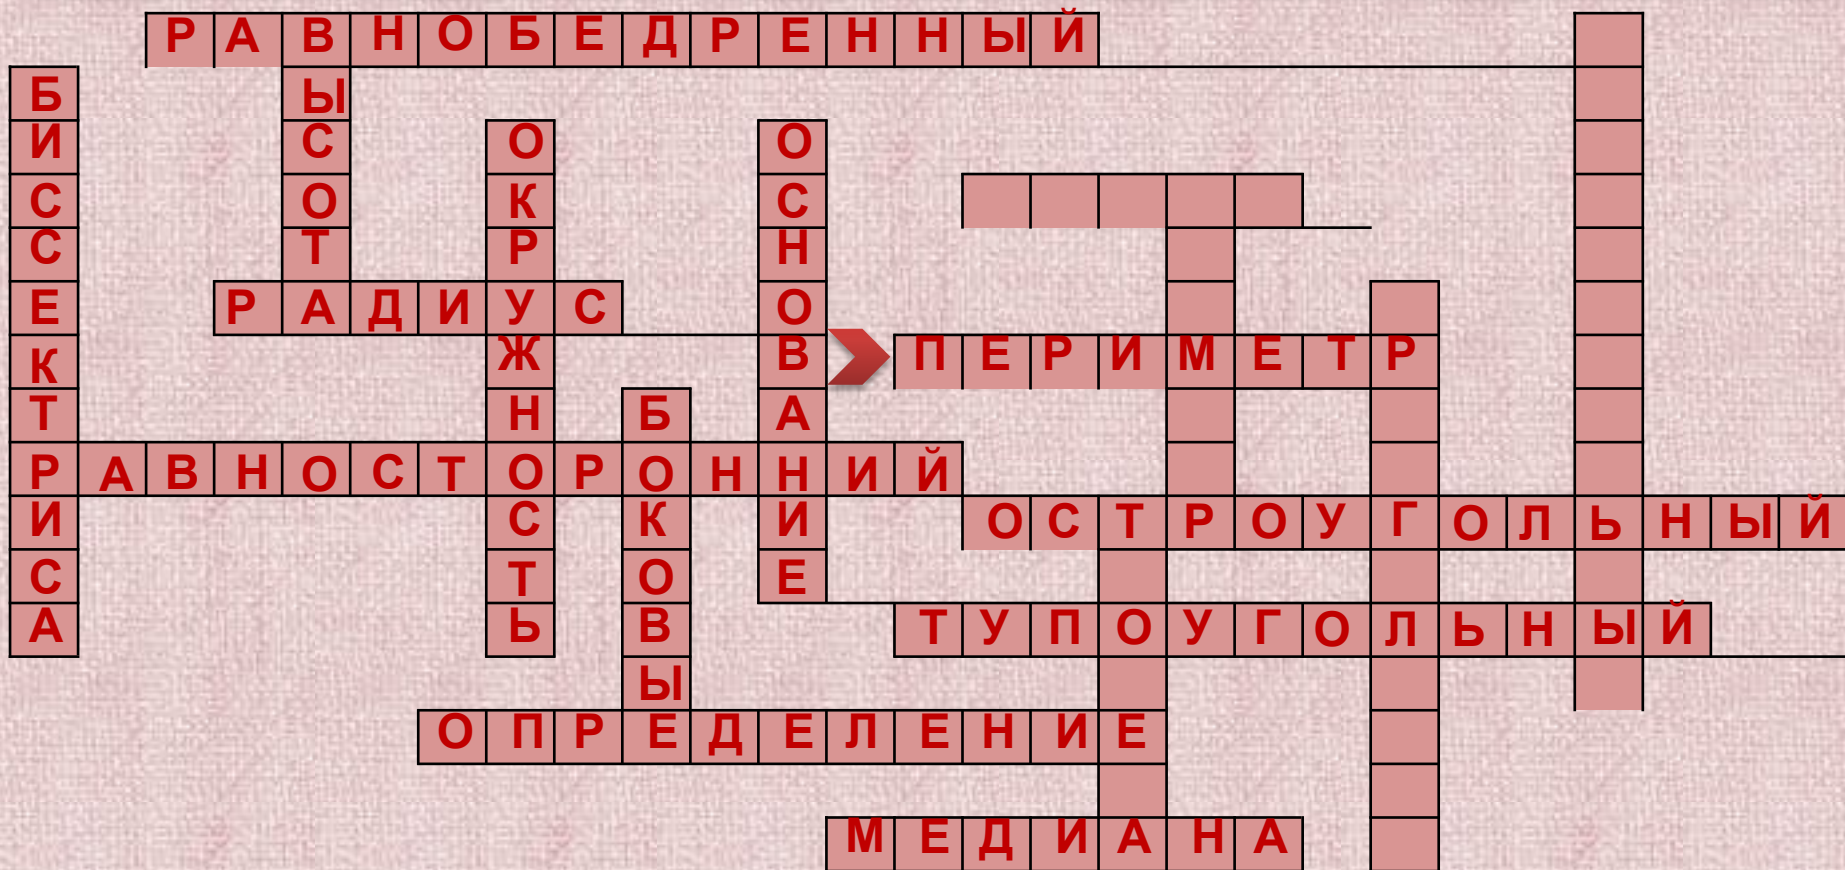 РАВНОБЕДРЕННЫЙ
БИССЕКТРИСА
ВЫСОТА
ОКРУЖНОСТЬ
ОСНОВАНИЕ
РАДИУС
ПЕРИМЕТР
БОКОВЫЕ
РАВНОСТОРОННИЙ
ОСТРОУГОЛЬНЫЙ
ТУПОУГОЛЬНЫЙ
ОПРЕДЕЛЕНИЕ
МЕДИАНА